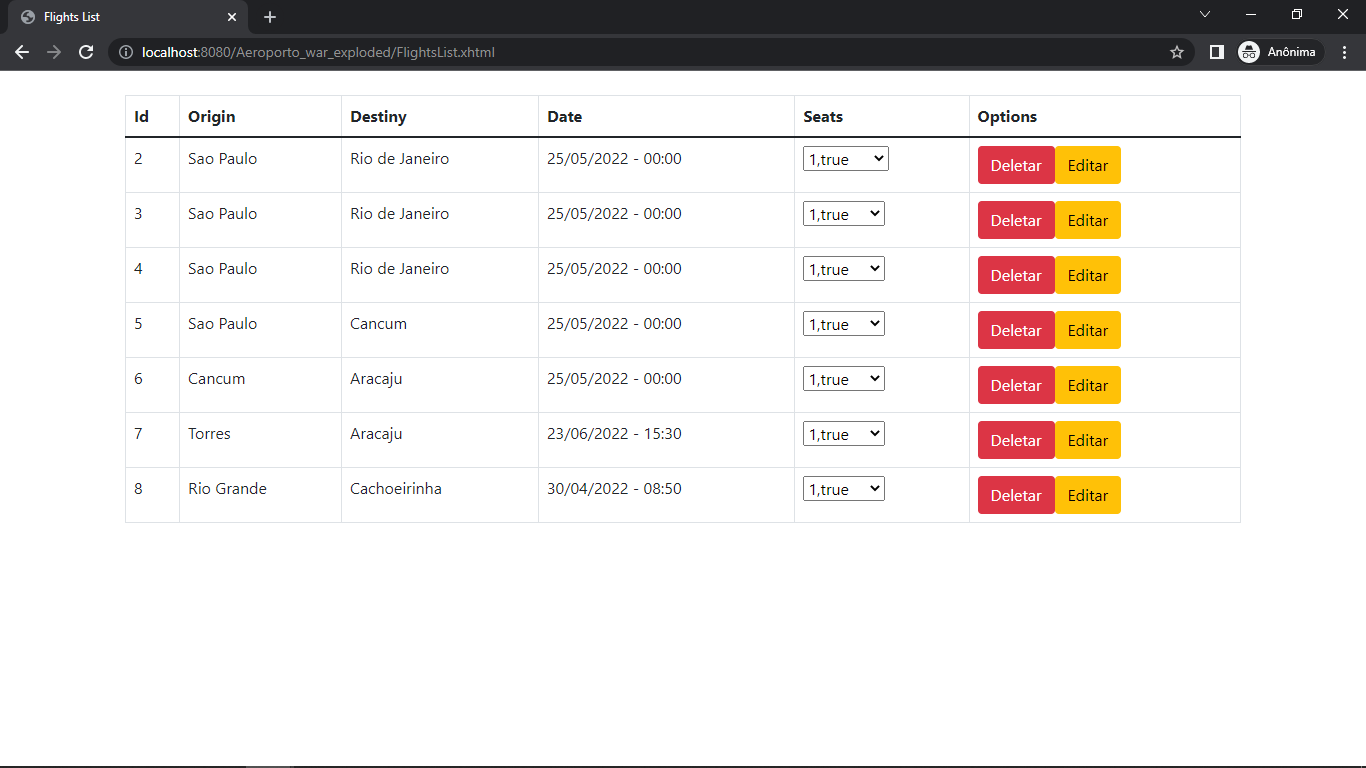 Flights List
localhost:8080/Aeroporto_war_exploded/FlightsList.xhtml
Anônima
Id Origin Destiny Date Seats Options
2 Sao Paulo Rio de Janeiro 25/05/2022 - 00:00 1,true Deletar Editar
3 Sao Paulo Rio de Janeiro 25/05/2022 - 00:00 1,true Deletar Editar
4 Sao Paulo Rio de Janeiro 25/05/2022 - 00:00 1,true Deletar Editar
5 Sao Paulo Cancum 25/05/2022 - 00:00 1,true Deletar Editar
6 Cancum Aracaju 25/05/2022 - 00:00 1,true Deletar Editar
7 Torres Aracaju 23/06/2022 - 15:30 1,true Deletar Editar
8 Rio Grande Cachoeirinha 30/04/2022 - 08:50 1,true Deletar Editar